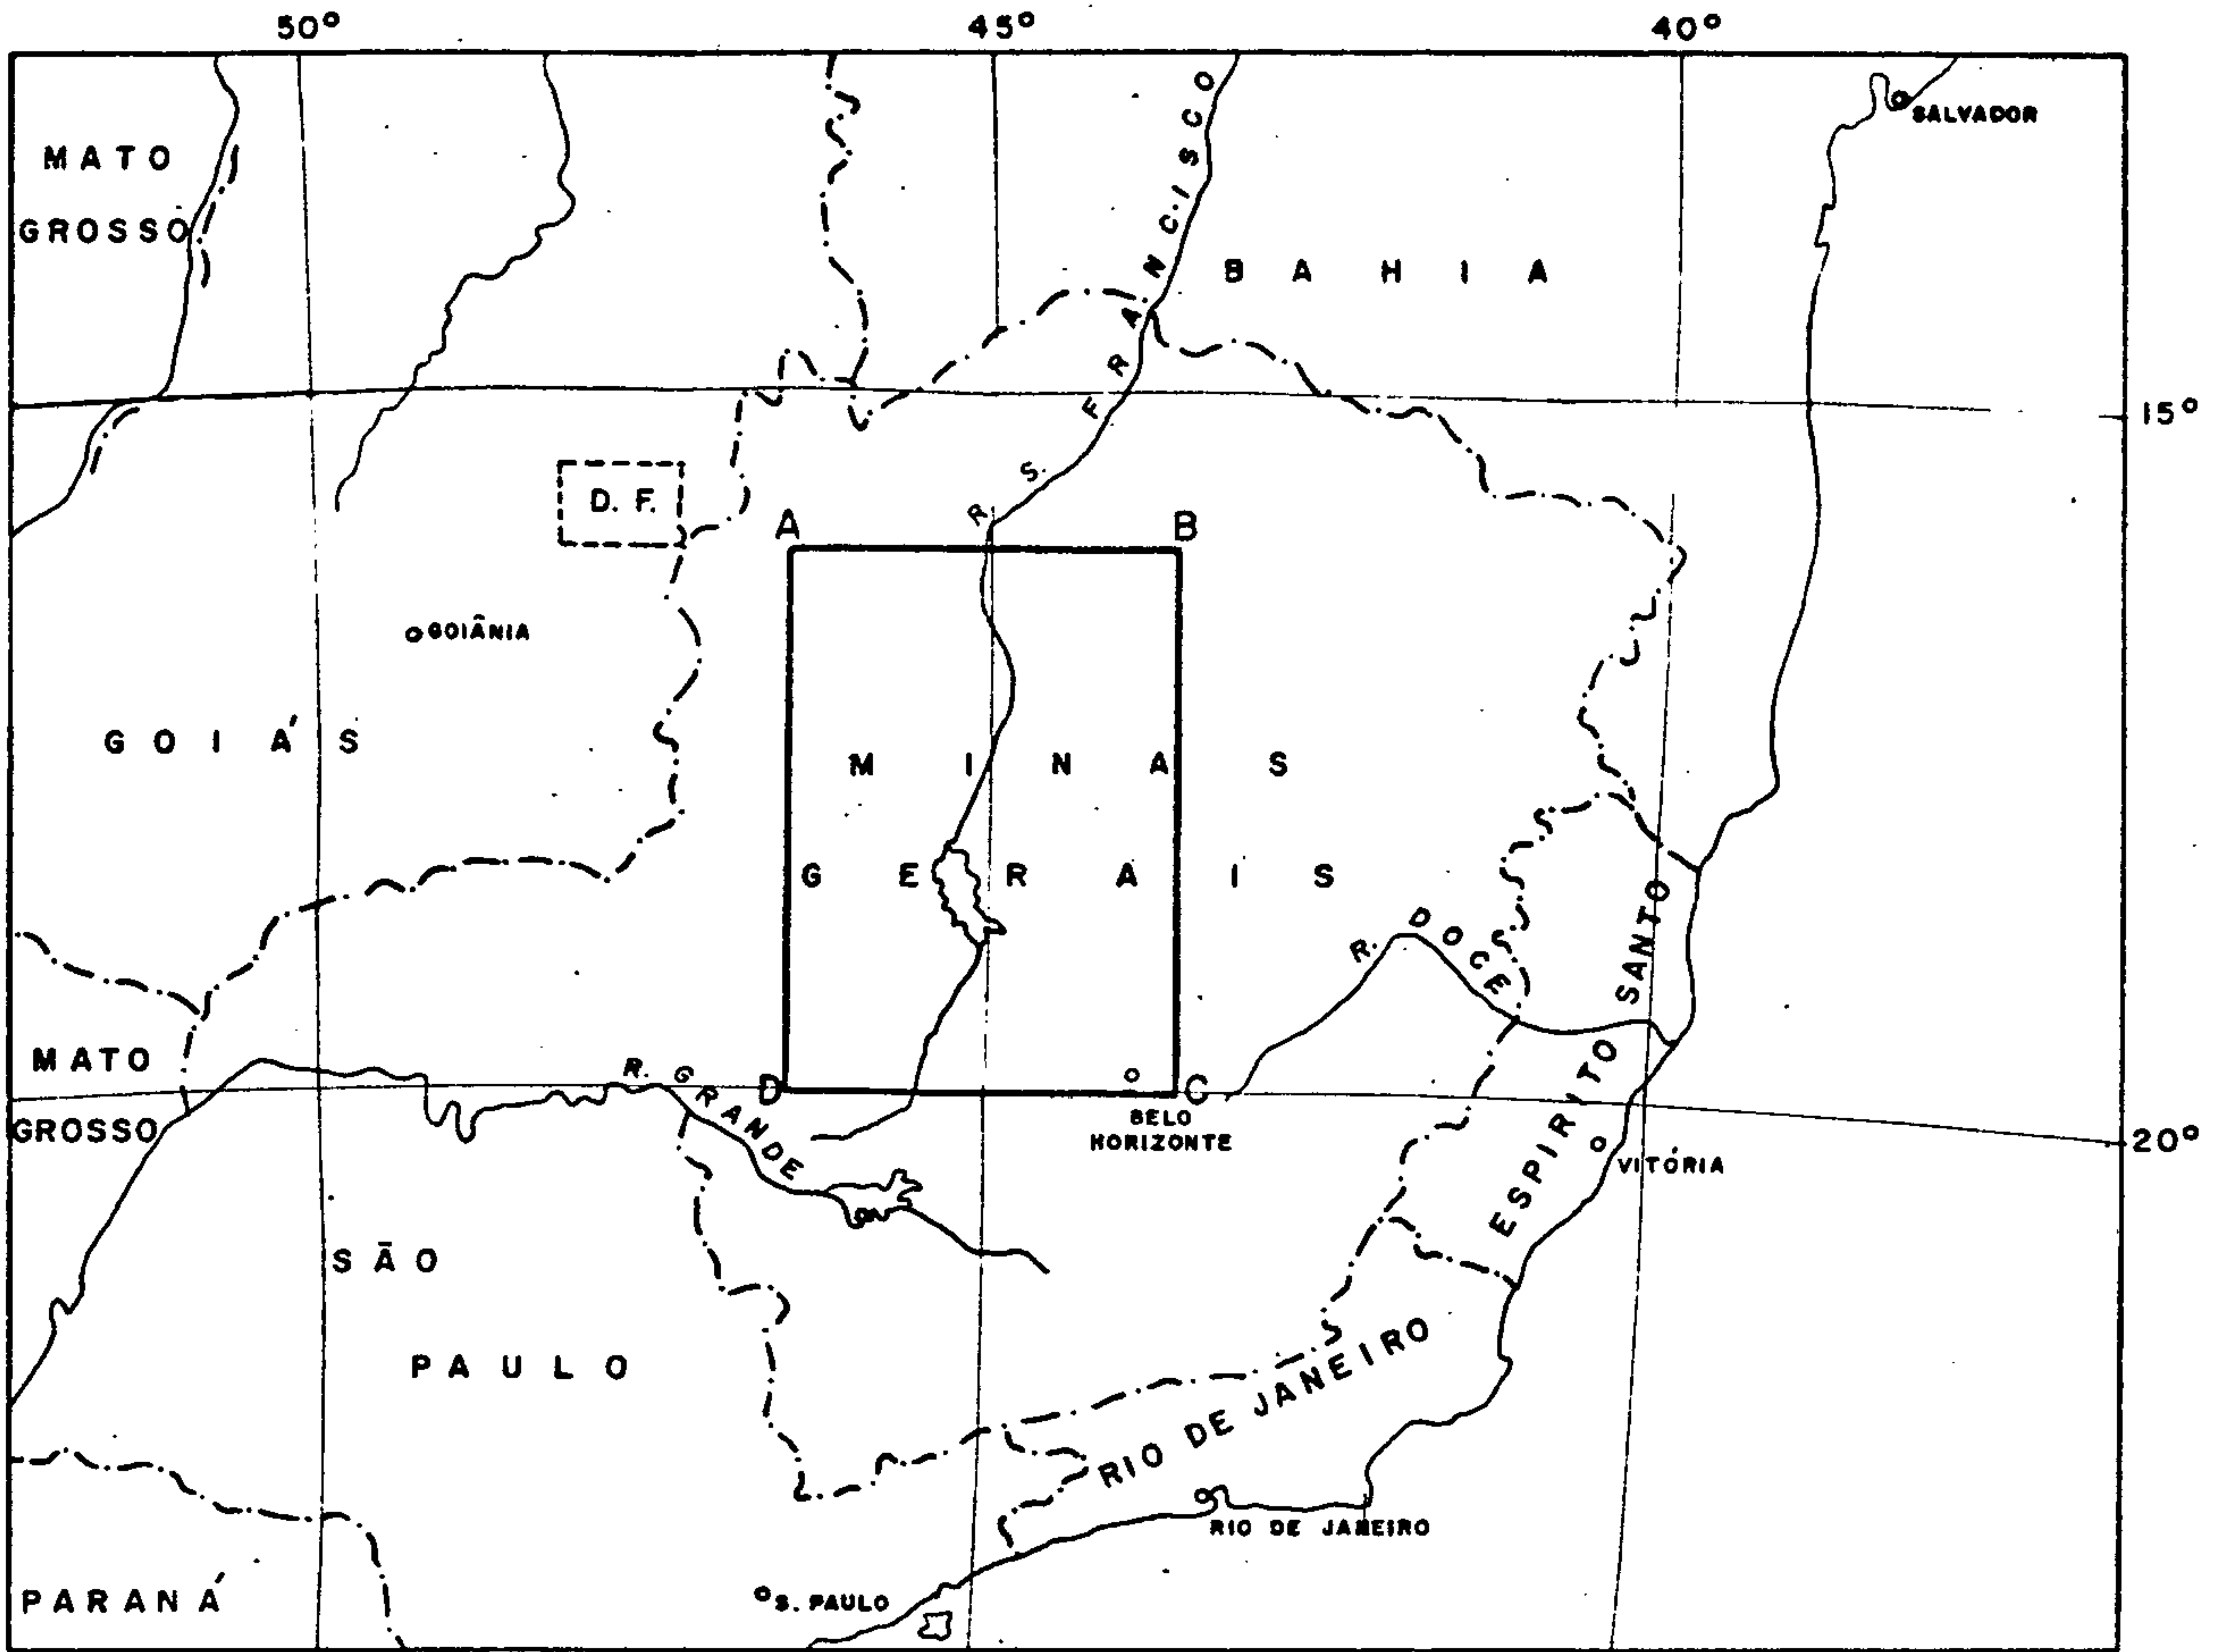 50° 45° 40°
SALVADOR
MATO
GROSSO
BAHIA
R. S. FRANCISCO
15°
D. F.
A B
GOIÂNIA
GOIÁS
MINAS
GERAIS
R. DOCE
ESPIRITO SANTO
MATO
GROSSO
R. GRANDE
D C
BELO
HORIZONTE
20°
VITÓRIA
SÃO
PAULO
RIO DE JANEIRO
RIO DE JANEIRO
S. PAULO
PARANÁ